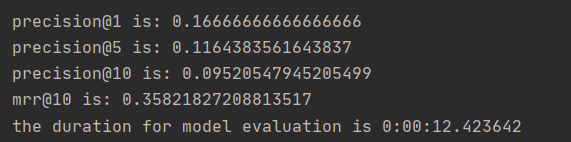 precision@1 is: 0.16666666666666666
precision@5 is: 0.1164383561643837
precision@10 is: 0.09520547945205499
mrr@10 is: 0.35821827208813517
the duration for model evaluation is 0:00:12.423642